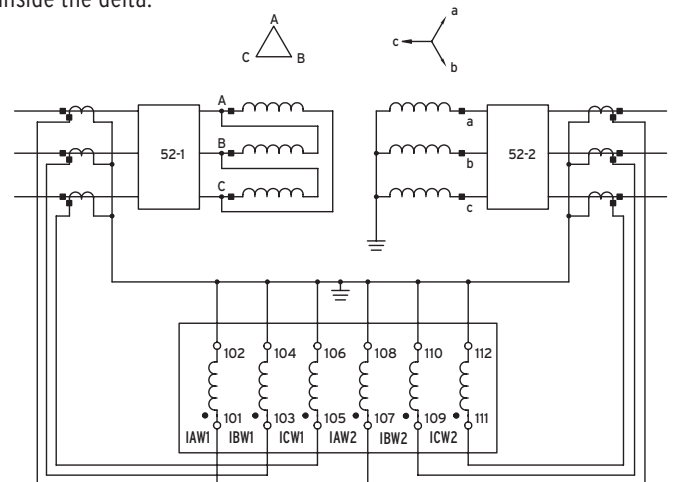 inside the delta.
A
C B
a
c
b
A
B
C
52-1
a
b
c
52-2
102 104 106 108 110 112
101 103 105 107 109 111
IAW1 IBW1 ICW1 IAW2 IBW2 ICW2